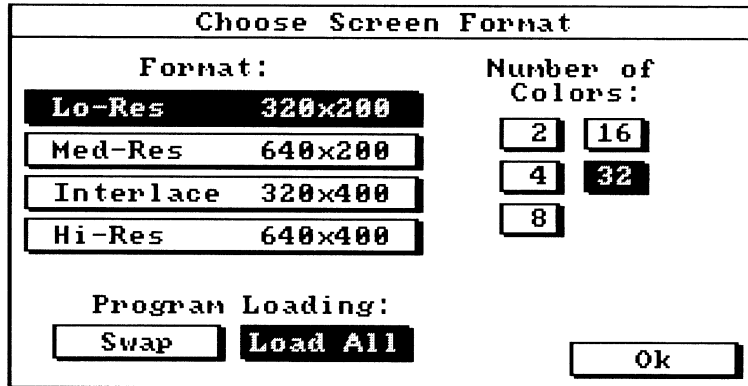 Choose Screen Format
Format:
Lo-Res 320x200
Med-Res 640x200
Interlace 320x400
Hi-Res 640x400
Number of
Colors:
2 16
4 32
8
Program Loading:
Swap Load All
Ok